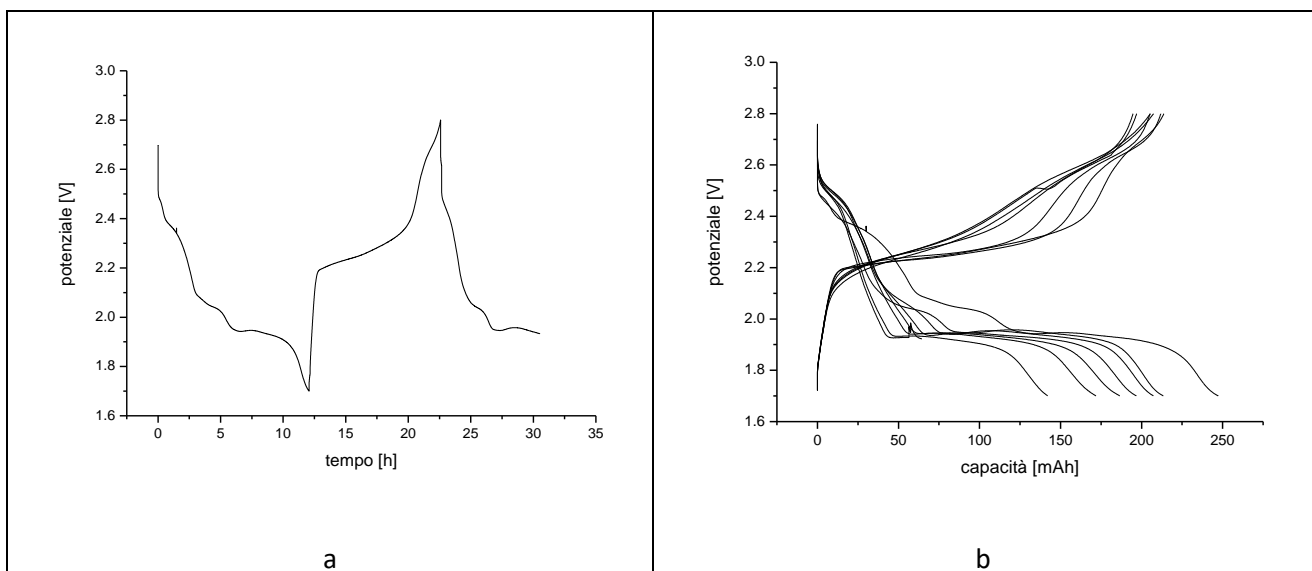 3.0
2.8
2.6
2.4
2.2
2.0
1.8
1.6
potenziale [V]
0 5 10 15 20 25 30 35
tempo [h]
a
3.0
2.8
2.6
2.4
2.2
2.0
1.8
1.6
potenziale [V]
0 50 100 150 200 250
capacità [mAh]
b